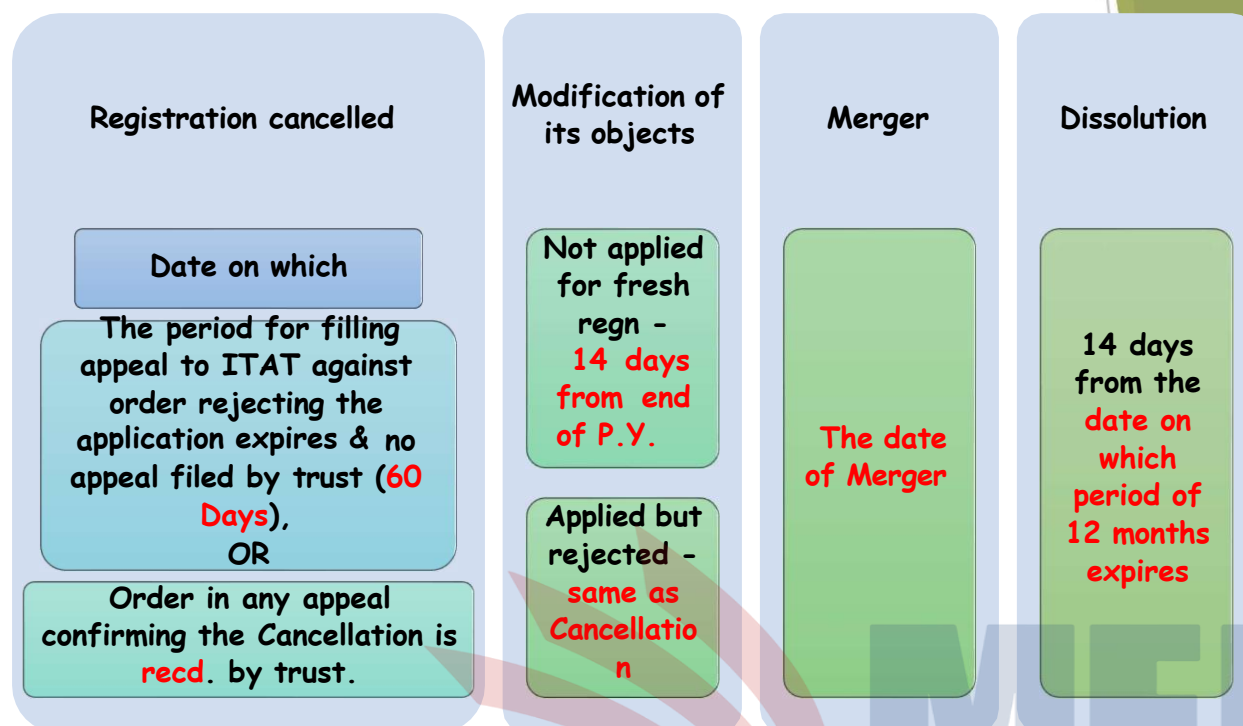 Registration cancelled
Date on which
The period for filling
appeal to ITAT against
order rejecting the
application expires & no
appeal filed by trust (60
Days),
OR
Order in any appeal
confirming the Cancellation is
recd. by trust.
Modification of
its objects
Not applied
for fresh
regn -
14 days
from end
of P.Y.
Applied but
rejected -
same as
Cancellatio
n
Merger
The date
of Merger
Dissolution
14 days
from the
date on
which
period of
12 months
expires